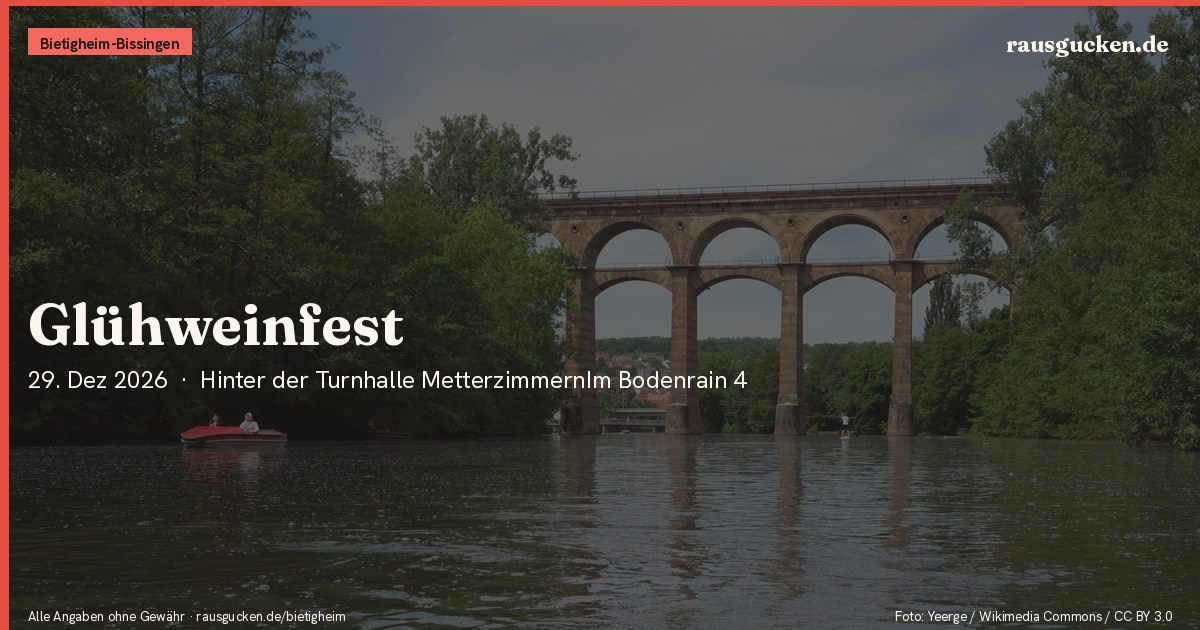 Bietigheim-Bissingen
rausgucken.de
Glühweinfest
29. Dez 2026 · Hinter der Turnhalle MetterzimmernIm Bodenrain 4
Alle Angaben ohne Gewähr · rausgucken.de/bietigheim
Foto: Yeerge / Wikimedia Commons / CC BY 3.0